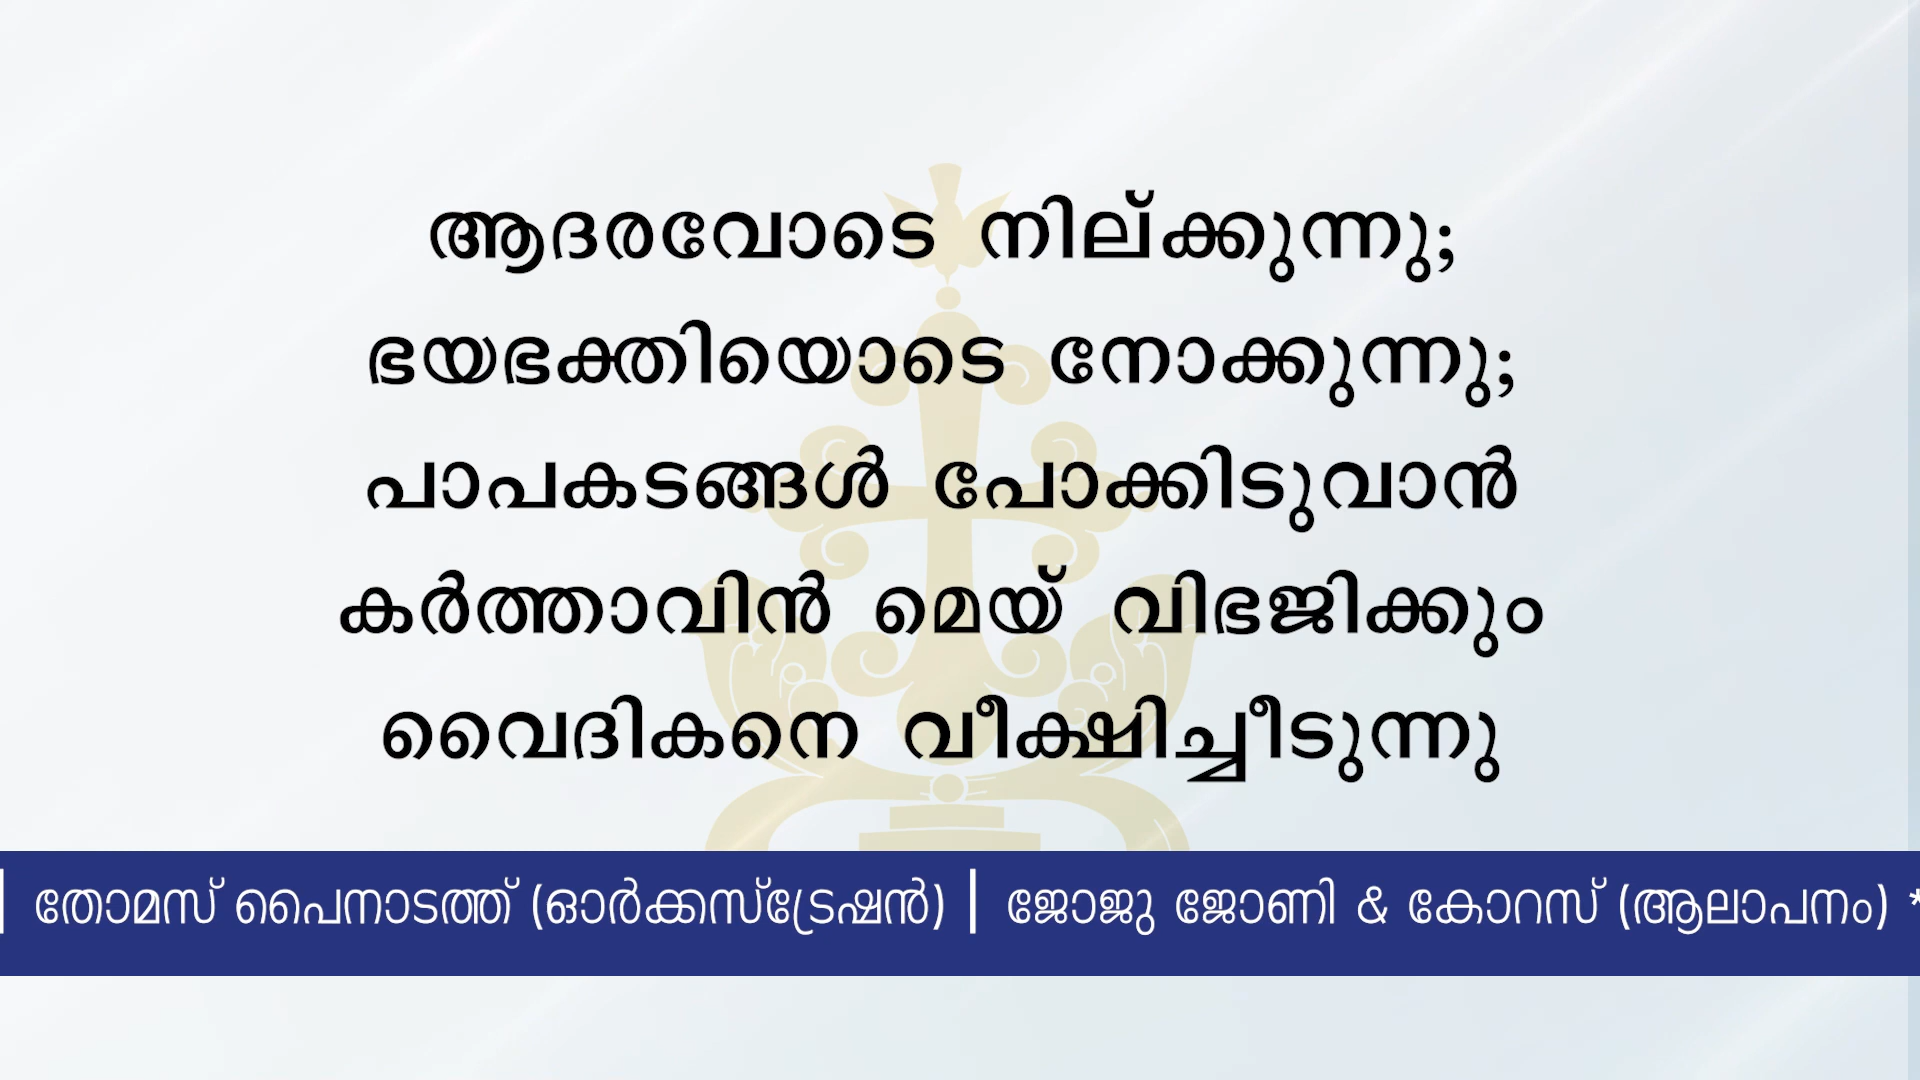 ആദരവോടെ നില്ക്കുന്നു;
ഭയഭക്തിയൊടെ നോക്കുന്നു;
പാപകടങ്ങൾ പോക്കിടുവാൻ
കർത്താവിൻ മെയ് വിഭജിക്കും
വൈദികനെ വീക്ഷിച്ചീടുന്നു
| തോമസ് പൈനാടത്ത് (ഓർക്കസ്ട്രേഷൻ) | ജോജു ജോണി & കോറസ് (ആലാപനം) *